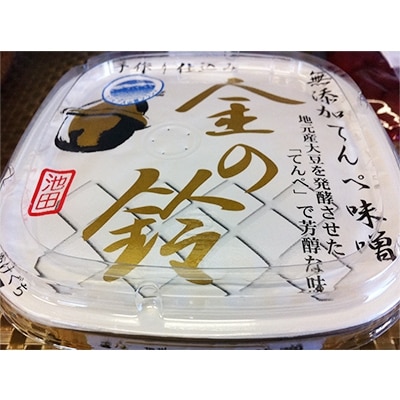 手作り仕込み
無添加てんぺ味噌
地元産大豆を発酵させた
「てんぺ」で芳醇な味
金の鈴
池田